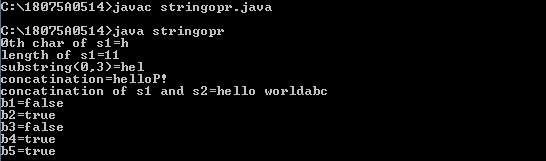 C:\18075A0514>javac stringopr.java
C:\18075A0514>java stringopr
0th char of s1=h
length of s1=11
substring(0,3)=hel
concatination=helloP!
concatination of s1 and s2=hello worldabc
b1=false
b2=true
b3=false
b4=true
b5=true